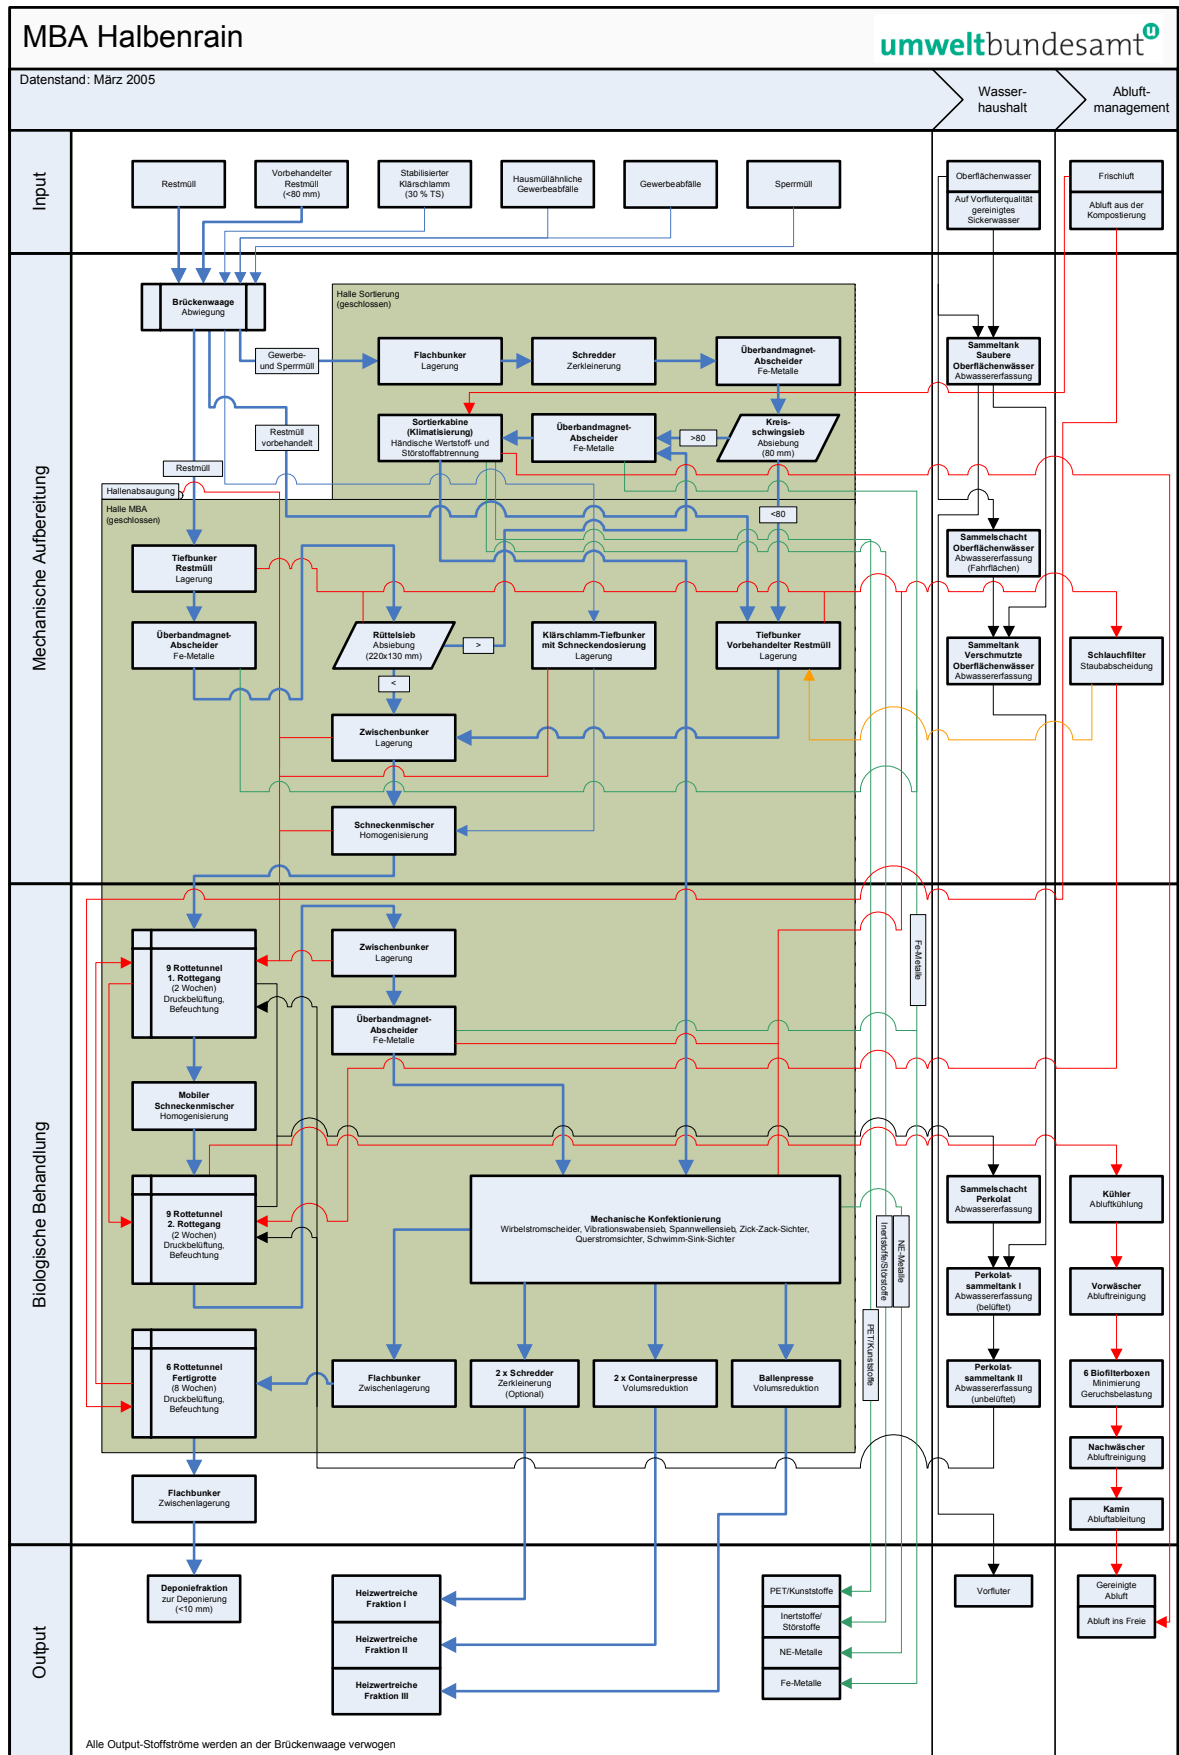 MBA Halbenrain
umweltbundesamt
u
Datenstand: März 2005
Wasser-
haushalt
Abluft-
management
Input
Restmüll
Vorbehandelter
Restmüll
(<80 mm)
Stabilisierter
Klärschlamm
(30 % TS)
Hausmüllähnliche
Gewerbeabfälle
Gewerbeabfälle
Sperrmüll
Oberflächenwasser
Auf Vorfluterqualität
gereinigtes
Sickerwasser
Frischluft
Abluft aus der
Kompostierung
Mechanische Aufbereitung
Brückenwaage
Abwiegung
Halle Sortierung
(geschlossen)
Gewerbe-
und Sperrmüll
Flachbunker
Lagerung
Schredder
Zerkleinerung
Überbandmagnet-
Abscheider
Fe-Metalle
Sammeltank
Saubere
Oberflächenwässer
Abwassererfassung
Restmüll
vorbehandelt
Sortierkabine
(Klimatisierung)
Händische Wertstoff- und
Störstoffabtrennung
Überbandmagnet-
Abscheider
Fe-Metalle
>80
Kreis-
schwingsieb
Absiebung
(80 mm)
Restmüll
Hallenabsaugung
Halle MBA
(geschlossen)
<80
Sammelschacht
Oberflächenwässer
Abwassererfassung
(Fahrflächen)
Tiefbunker
Restmüll
Lagerung
Überbandmagnet-
Abscheider
Fe-Metalle
Rüttelsieb
Absiebung
(220x130 mm)
>
<
Klärschlamm-Tiefbunker
mit Schneckendosierung
Lagerung
Tiefbunker
Vorbehandelter Restmüll
Lagerung
Sammeltank
Verschmutzte
Oberflächenwässer
Abwassererfassung
Schlauchfilter
Staubabscheidung
Zwischenbunker
Lagerung
Schneckenmischer
Homogenisierung
Biologische Behandlung
9 Rottetunnel
1. Rottegang
(2 Wochen)
Druckbelüftung,
Befeuchtung
Zwischenbunker
Lagerung
Fe-Metalle
Überbandmagnet-
Abscheider
Fe-Metalle
Mobiler
Schneckenmischer
Homogenisierung
9 Rottetunnel
2. Rottegang
(2 Wochen)
Druckbelüftung,
Befeuchtung
Mechanische Konfektionierung
Wirbelstromscheider, Vibrationswabensieb, Spannwellensieb, Zick-Zack-Sichter,
Querstromsichter, Schwimm-Sink-Sichter
Sammelschacht
Perkolat
Abwassererfassung
Kühler
Abluftkühlung
Inertstoffe/Störstoffe
NE-Metalle
PET/Kunststoffe
Perkolat-
sammeltank I
Abwassererfassung
(belüftet)
Vorwäscher
Abluftreinigung
6 Rottetunnel
Fertigrotte
(8 Wochen)
Druckbelüftung,
Befeuchtung
Flachbunker
Zwischenlagerung
2 x Schredder
Zerkleinerung
(Optional)
2 x Containerpresse
Volumsreduktion
Ballenpresse
Volumsreduktion
Perkolat-
sammeltank II
Abwassererfassung
(unbelüftet)
6 Biofilterboxen
Minimierung
Geruchsbelastung
Nachwäscher
Abluftreinigung
Flachbunker
Zwischenlagerung
Kamin
Abluftableitung
Output
Deponiefraktion
zur Deponierung
(<10 mm)
Heizwertreiche
Fraktion I
Heizwertreiche
Fraktion II
Heizwertreiche
Fraktion III
PET/Kunststoffe
Inertstoffe/
Störstoffe
NE-Metalle
Fe-Metalle
Vorfluter
Gereinigte
Abluft
Abluft ins Freie
Alle Output-Stoffströme werden an der Brückenwaage verwogen